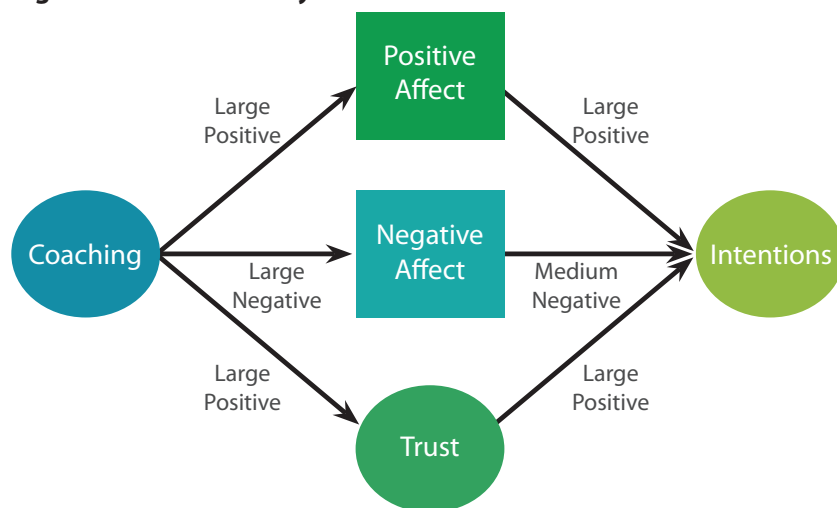 Positive
Affect
Large
Positive
Large
Positive
Coaching
Negative
Affect
Intentions
Large
Negative
Medium
Negative
Large
Positive
Large
Positive
Trust